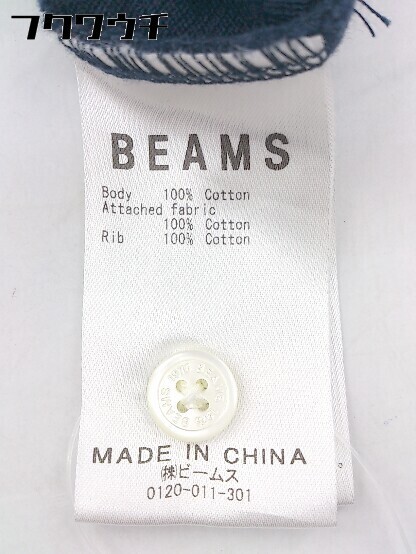 フクワウチ
BEAMS
Body 100% Cotton
Attached fabric
100% Cotton
Rib 100% Cotton
MADE IN CHINA
㈱ビームス
0120-011-301